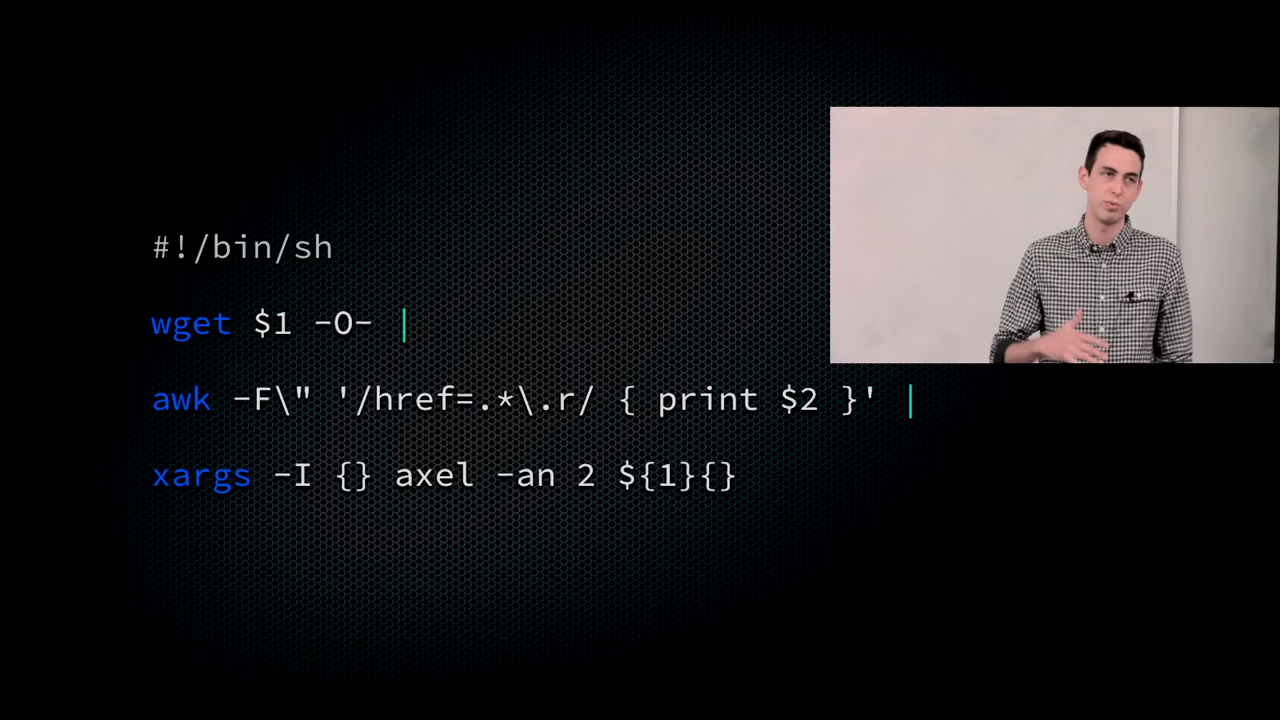 #!/bin/sh
wget $1 -O- |
awk -F\" '/href=.*\.r/ { print $2 }' |
xargs -I {} axel -an 2 ${1}{}